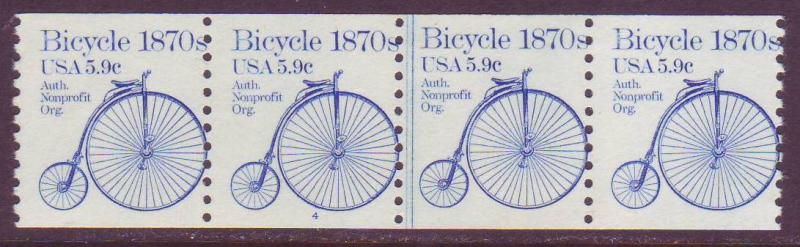 Bicycle 1870s
USA 5.9c
Auth.
Nonprofit
Org.
Bicycle 1870s
USA 5.9c
Auth.
Nonprofit
Org.
4
Bicycle 1870s
USA 5.9c
Auth.
Nonprofit
Org.
Bicycle 1870s
USA 5.9c
Auth.
Nonprofit
Org.